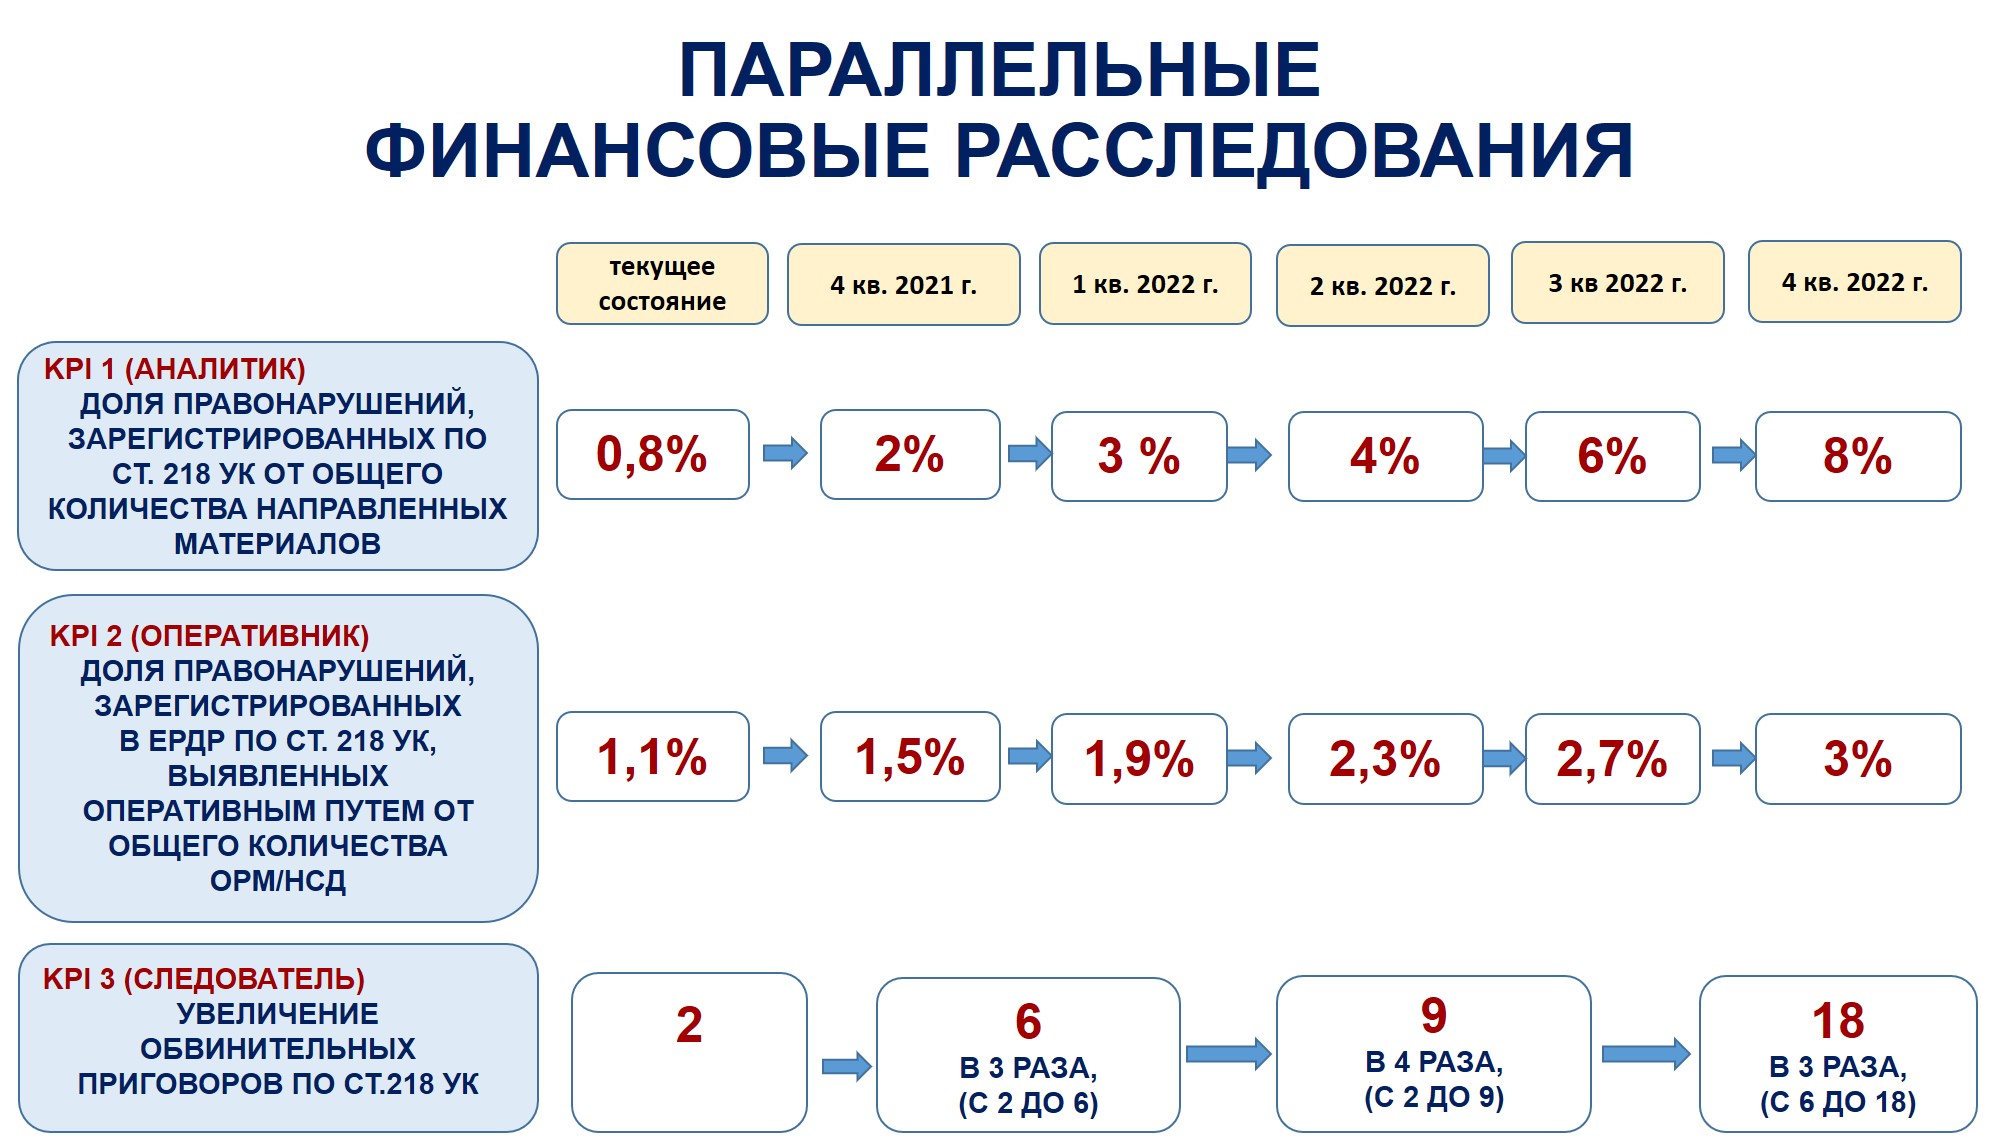 ПАРАЛЛЕЛЬНЫЕ
ФИНАНСОВЫЕ РАССЛЕДОВАНИЯ
текущее
состояние
4 кв. 2021 г.
1 кв. 2022 г.
2 кв. 2022 г.
3 кв 2022 г.
4 кв. 2022 г.
KPI 1 (АНАЛИТИК)
ДОЛЯ ПРАВОНАРУШЕНИЙ,
ЗАРЕГИСТРИРОВАННЫХ ПО
СТ. 218 УК ОТ ОБЩЕГО
КОЛИЧЕСТВА НАПРАВЛЕННЫХ
МАТЕРИАЛОВ
0,8%
2%
3 %
4%
6%
8%
KPI 2 (ОПЕРАТИВНИК)
ДОЛЯ ПРАВОНАРУШЕНИЙ,
ЗАРЕГИСТРИРОВАННЫХ
В ЕРДР ПО СТ. 218 УК,
ВЫЯВЛЕННЫХ
ОПЕРАТИВНЫМ ПУТЕМ ОТ
ОБЩЕГО КОЛИЧЕСТВА
ОРМ/НСД
1,1%
1,5%
1,9%
2,3%
2,7%
3%
KPI 3 (СЛЕДОВАТЕЛЬ)
УВЕЛИЧЕНИЕ
ОБВИНИТЕЛЬНЫХ
ПРИГОВОРОВ ПО СТ.218 УК
2
6
В 3 РАЗА,
(С 2 ДО 6)
9
В 4 РАЗА,
(С 2 ДО 9)
18
В 3 РАЗА,
(С 6 ДО 18)